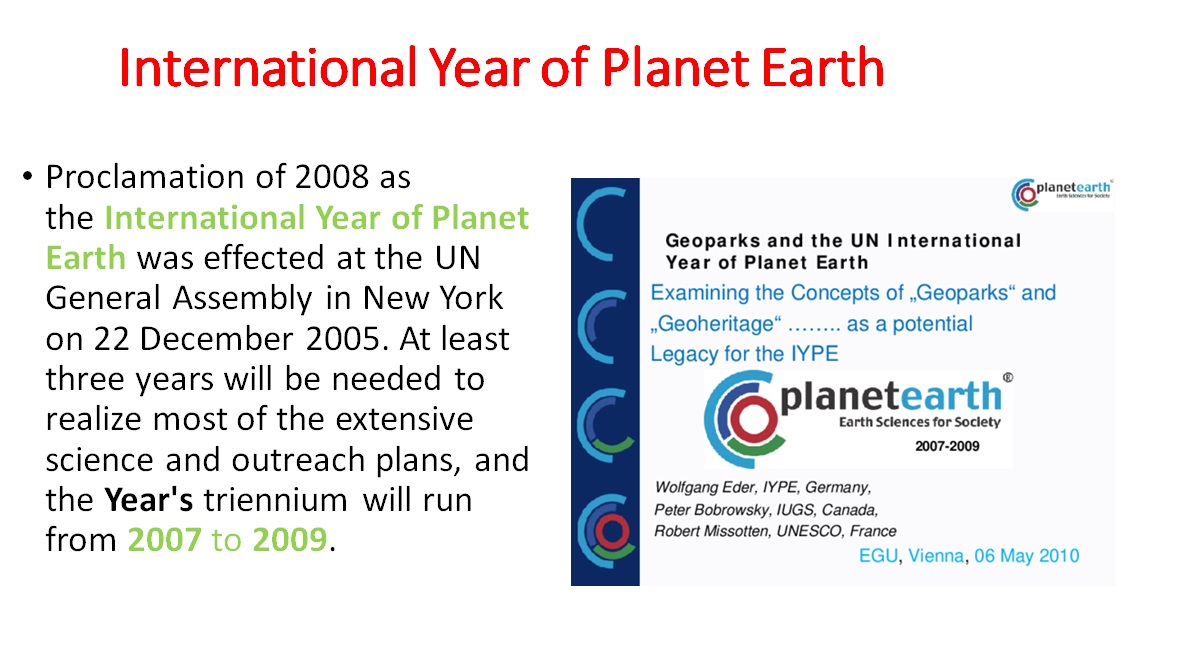 International Year of Planet Earth
• Proclamation of 2008 as
the International Year of Planet
Earth was effected at the UN
General Assembly in New York
on 22 December 2005. At least
three years will be needed to
realize most of the extensive
science and outreach plans, and
the Year's triennium will run
from 2007 to 2009.
planetearth®
Earth Sciences for Society
Geoparks and the UN International
Year of Planet Earth
Examining the Concepts of „Geoparks“ and
„Geoheritage“ …….. as a potential
Legacy for the IYPE
planetearth®
Earth Sciences for Society
2007-2009
Wolfgang Eder, IYPE, Germany,
Peter Bobrowsky, IUGS, Canada,
Robert Missotten, UNESCO, France
EGU, Vienna, 06 May 2010